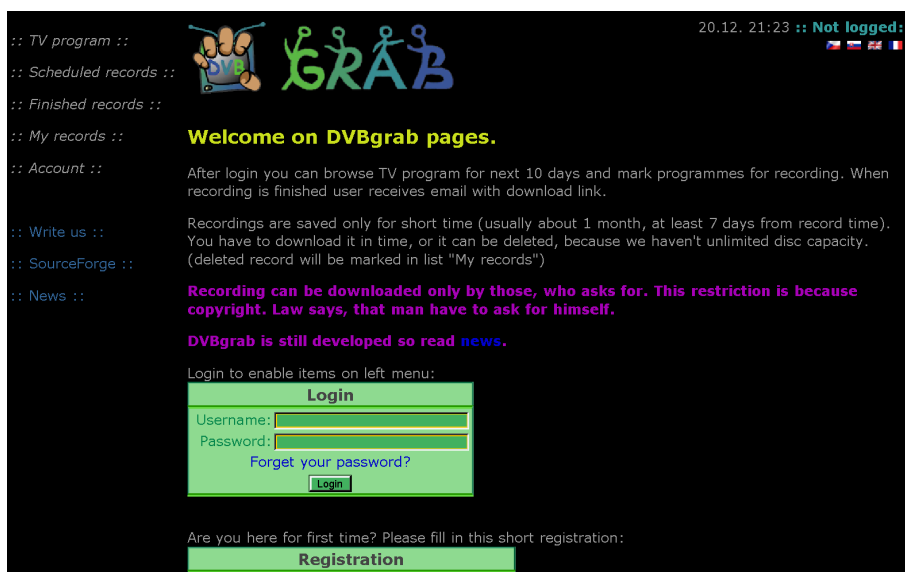 20.12. 21:23 :: Not logged:
:: TV program ::
:: Scheduled records ::
:: Finished records ::
:: My records ::
:: Account ::
:: Write us ::
:: SourceForge ::
:: News ::
DVB
GRAB
Welcome on DVBgrab pages.
After login you can browse TV program for next 10 days and mark programmes for recording. When
recording is finished user receives email with download link.
Recordings are saved only for short time (usually about 1 month, at least 7 days from record time).
You have to download it in time, or it can be deleted, because we haven't unlimited disc capacity.
(deleted record will be marked in list "My records")
Recording can be downloaded only by those, who asks for. This restriction is because
copyright. Law says, that man have to ask for himself.
DVBgrab is still developed so read news.
Login to enable items on left menu:
Login
Username:
Password:
Forget your password?
Login
Are you here for first time? Please fill in this short registration:
Registration